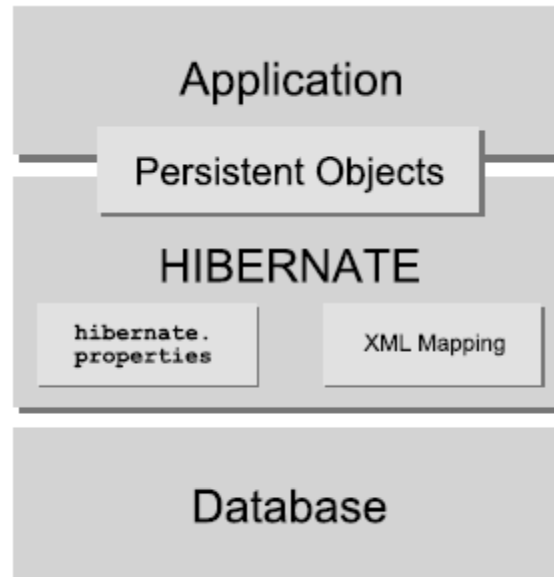 Application
Persistent Objects
HIBERNATE
hibernate.
properties
XML Mapping
Database